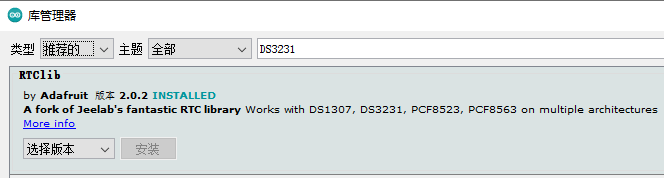 库管理器
类型 推荐的 主题 全部 DS3231
RTClib
by Adafruit 版本 2.0.2 INSTALLED
A fork of Jeelab's fantastic RTC library Works with DS1307, DS3231, PCF8523, PCF8563 on multiple architectures
More info
选择版本 安装